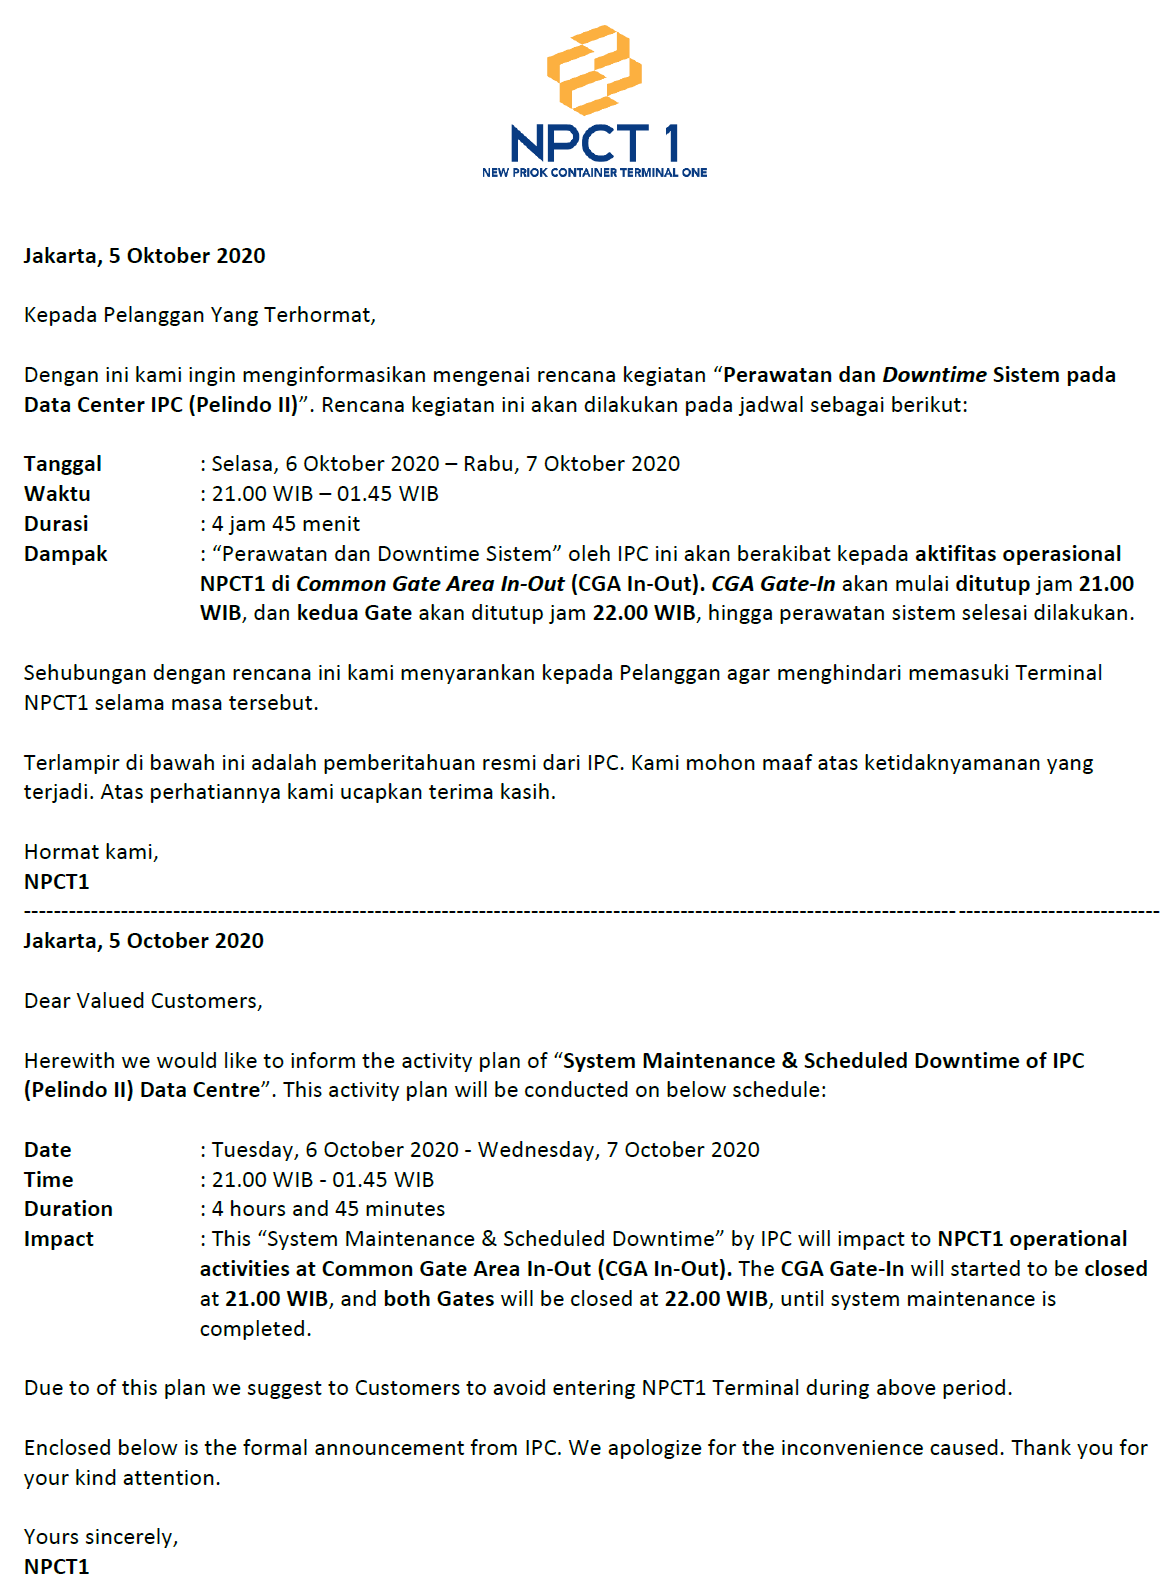 NPCT 1
NEW PRIOK CONTAINER TERMINAL ONE
Jakarta, 5 Oktober 2020
Kepada Pelanggan Yang Terhormat,
Dengan ini kami ingin menginformasikan mengenai rencana kegiatan “Perawatan dan Downtime Sistem pada
Data Center IPC (Pelindo II)”. Rencana kegiatan ini akan dilakukan pada jadwal sebagai berikut:
Tanggal : Selasa, 6 Oktober 2020 – Rabu, 7 Oktober 2020
Waktu : 21.00 WIB – 01.45 WIB
Durasi : 4 jam 45 menit
Dampak : “Perawatan dan Downtime Sistem” oleh IPC ini akan berakibat kepada aktifitas operasional
NPCT1 di Common Gate Area In-Out (CGA In-Out). CGA Gate-In akan mulai ditutup jam 21.00
WIB, dan kedua Gate akan ditutup jam 22.00 WIB, hingga perawatan sistem selesai dilakukan.
Sehubungan dengan rencana ini kami menyarankan kepada Pelanggan agar menghindari memasuki Terminal
NPCT1 selama masa tersebut.
Terlampir di bawah ini adalah pemberitahuan resmi dari IPC. Kami mohon maaf atas ketidaknyamanan yang
terjadi. Atas perhatiannya kami ucapkan terima kasih.
Hormat kami,
NPCT1
Jakarta, 5 October 2020
Dear Valued Customers,
Herewith we would like to inform the activity plan of “System Maintenance & Scheduled Downtime of IPC
(Pelindo II) Data Centre”. This activity plan will be conducted on below schedule:
Date : Tuesday, 6 October 2020 - Wednesday, 7 October 2020
Time : 21.00 WIB - 01.45 WIB
Duration : 4 hours and 45 minutes
Impact : This “System Maintenance & Scheduled Downtime” by IPC will impact to NPCT1 operational
activities at Common Gate Area In-Out (CGA In-Out). The CGA Gate-In will started to be closed
at 21.00 WIB, and both Gates will be closed at 22.00 WIB, until system maintenance is
completed.
Due to of this plan we suggest to Customers to avoid entering NPCT1 Terminal during above period.
Enclosed below is the formal announcement from IPC. We apologize for the inconvenience caused. Thank you for
your kind attention.
Yours sincerely,
NPCT1